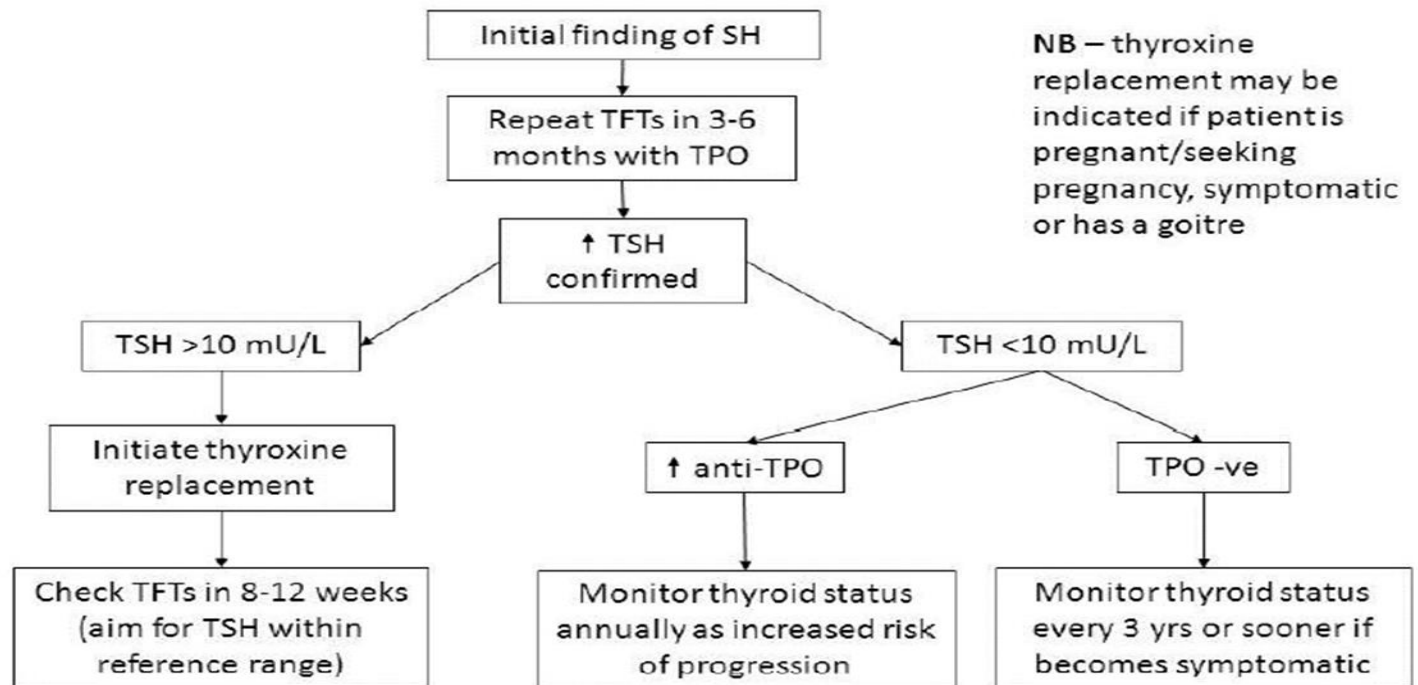 Initial finding of SH
NB – thyroxine
replacement may be
indicated if patient is
pregnant/seeking
pregnancy, symptomatic
or has a goitre
Repeat TFTs in 3-6
months with TPO
↑ TSH
confirmed
TSH >10 mU/L
TSH <10 mU/L
Initiate thyroxine
replacement
↑ anti-TPO
TPO -ve
Check TFTs in 8-12 weeks
(aim for TSH within
reference range)
Monitor thyroid status
annually as increased risk
of progression
Monitor thyroid status
every 3 yrs or sooner if
becomes symptomatic